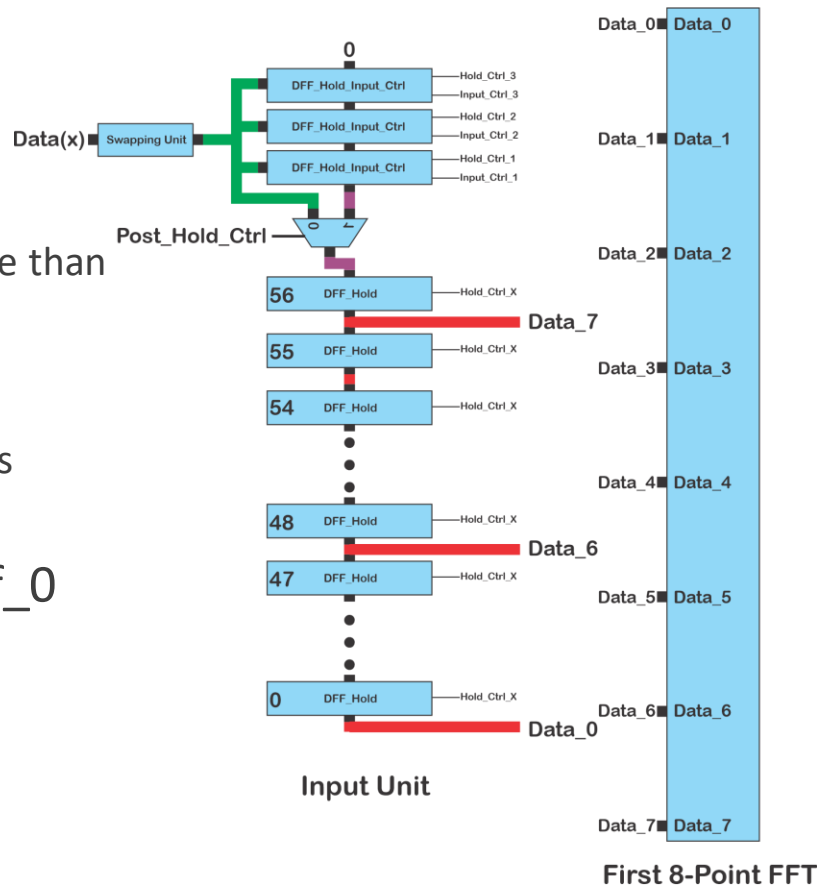 0
DFF_Hold_Input_Ctrl
Hold_Ctrl_3
Input_Ctrl_3
Data(x)
Swapping Unit
DFF_Hold_Input_Ctrl
Hold_Ctrl_2
Input_Ctrl_2
DFF_Hold_Input_Ctrl
Hold_Ctrl_1
Input_Ctrl_1
0
1
Post_Hold_Ctrl
e than
56 DFF_Hold
Hold_Ctrl_X
Data_7
55 DFF_Hold
Hold_Ctrl_X
54 DFF_Hold
Hold_Ctrl_X
s
48 DFF_Hold
Hold_Ctrl_X
Data_6
47 DFF_Hold
Hold_Ctrl_X
_0
0 DFF_Hold
Hold_Ctrl_X
Data_0
Input Unit
Data_0 Data_0
Data_1 Data_1
Data_2 Data_2
Data_3 Data_3
Data_4 Data_4
Data_5 Data_5
Data_6 Data_6
Data_7 Data_7
First 8-Point FFT